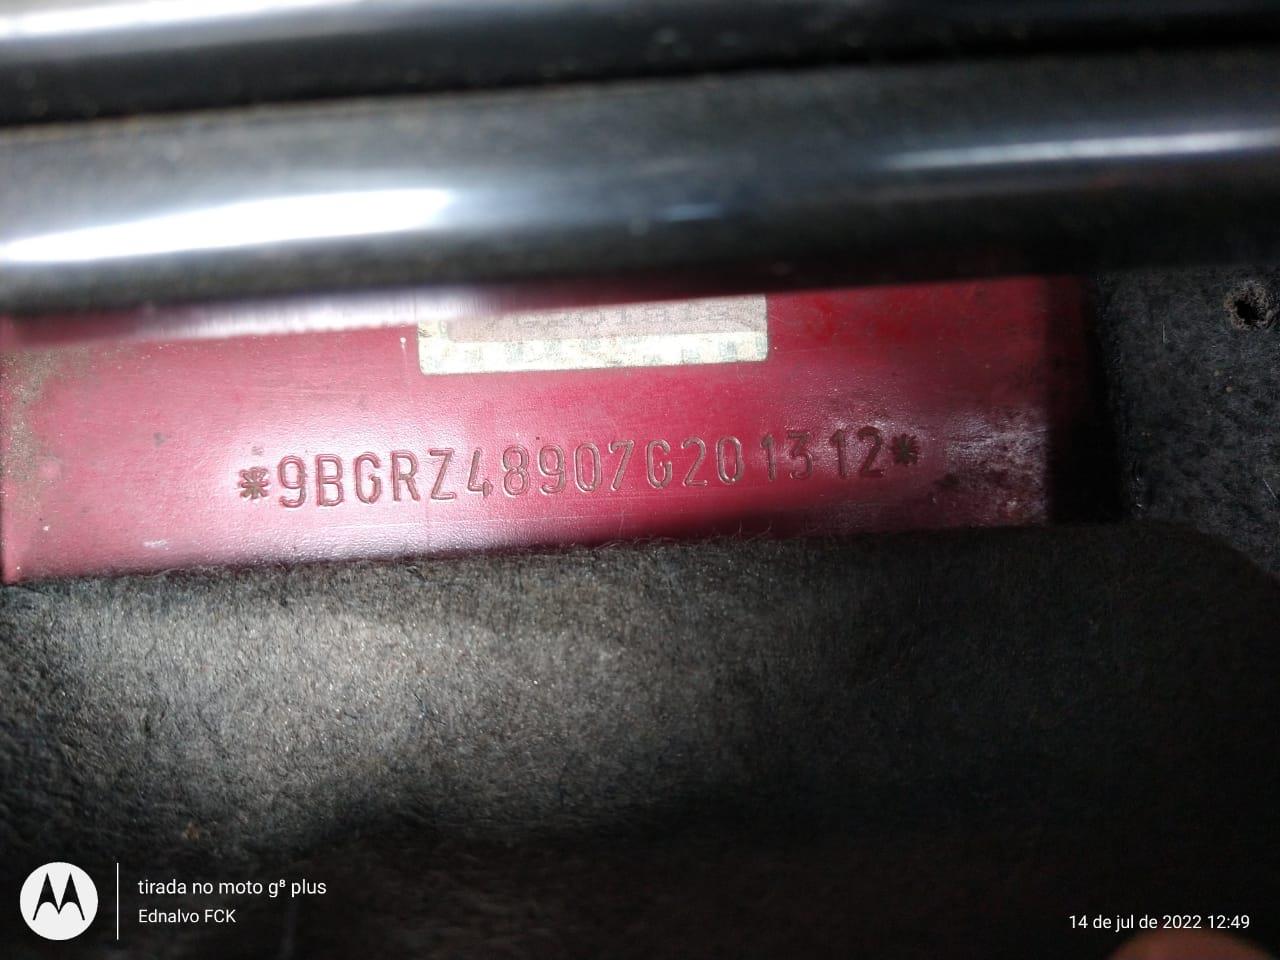 *9BGRZ48907G201312*
tirada no moto g⁸ plus
Ednalvo FCK
14 de jul de 2022 12:49